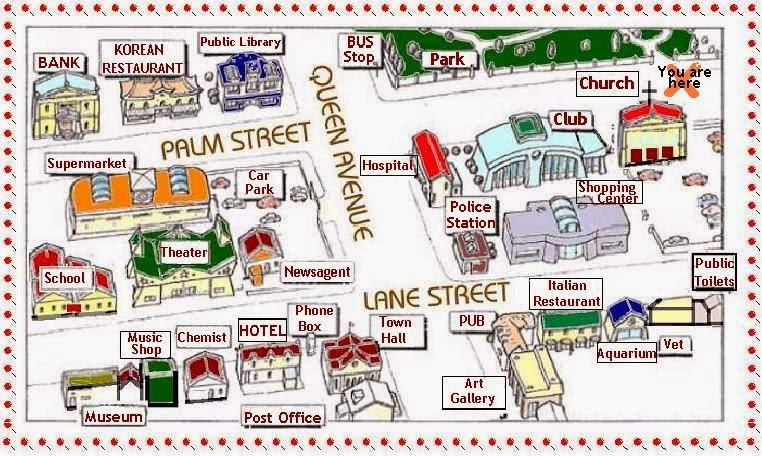 BANK
KOREAN
RESTAURANT
Public Library
BUS
Stop
Park
Church
You are
here
QUEEN AVENUE
PALM STREET
Club
Supermarket
Car
Park
Hospital
Shopping
Center
Police
Station
Theater
School
Newsagent
Public
Toilets
LANE STREET
Italian
Restaurant
Music
Shop
Chemist
HOTEL
Phone
Box
Town
Hall
PUB
Aquarium
Vet
Art
Gallery
Museum
Post Office